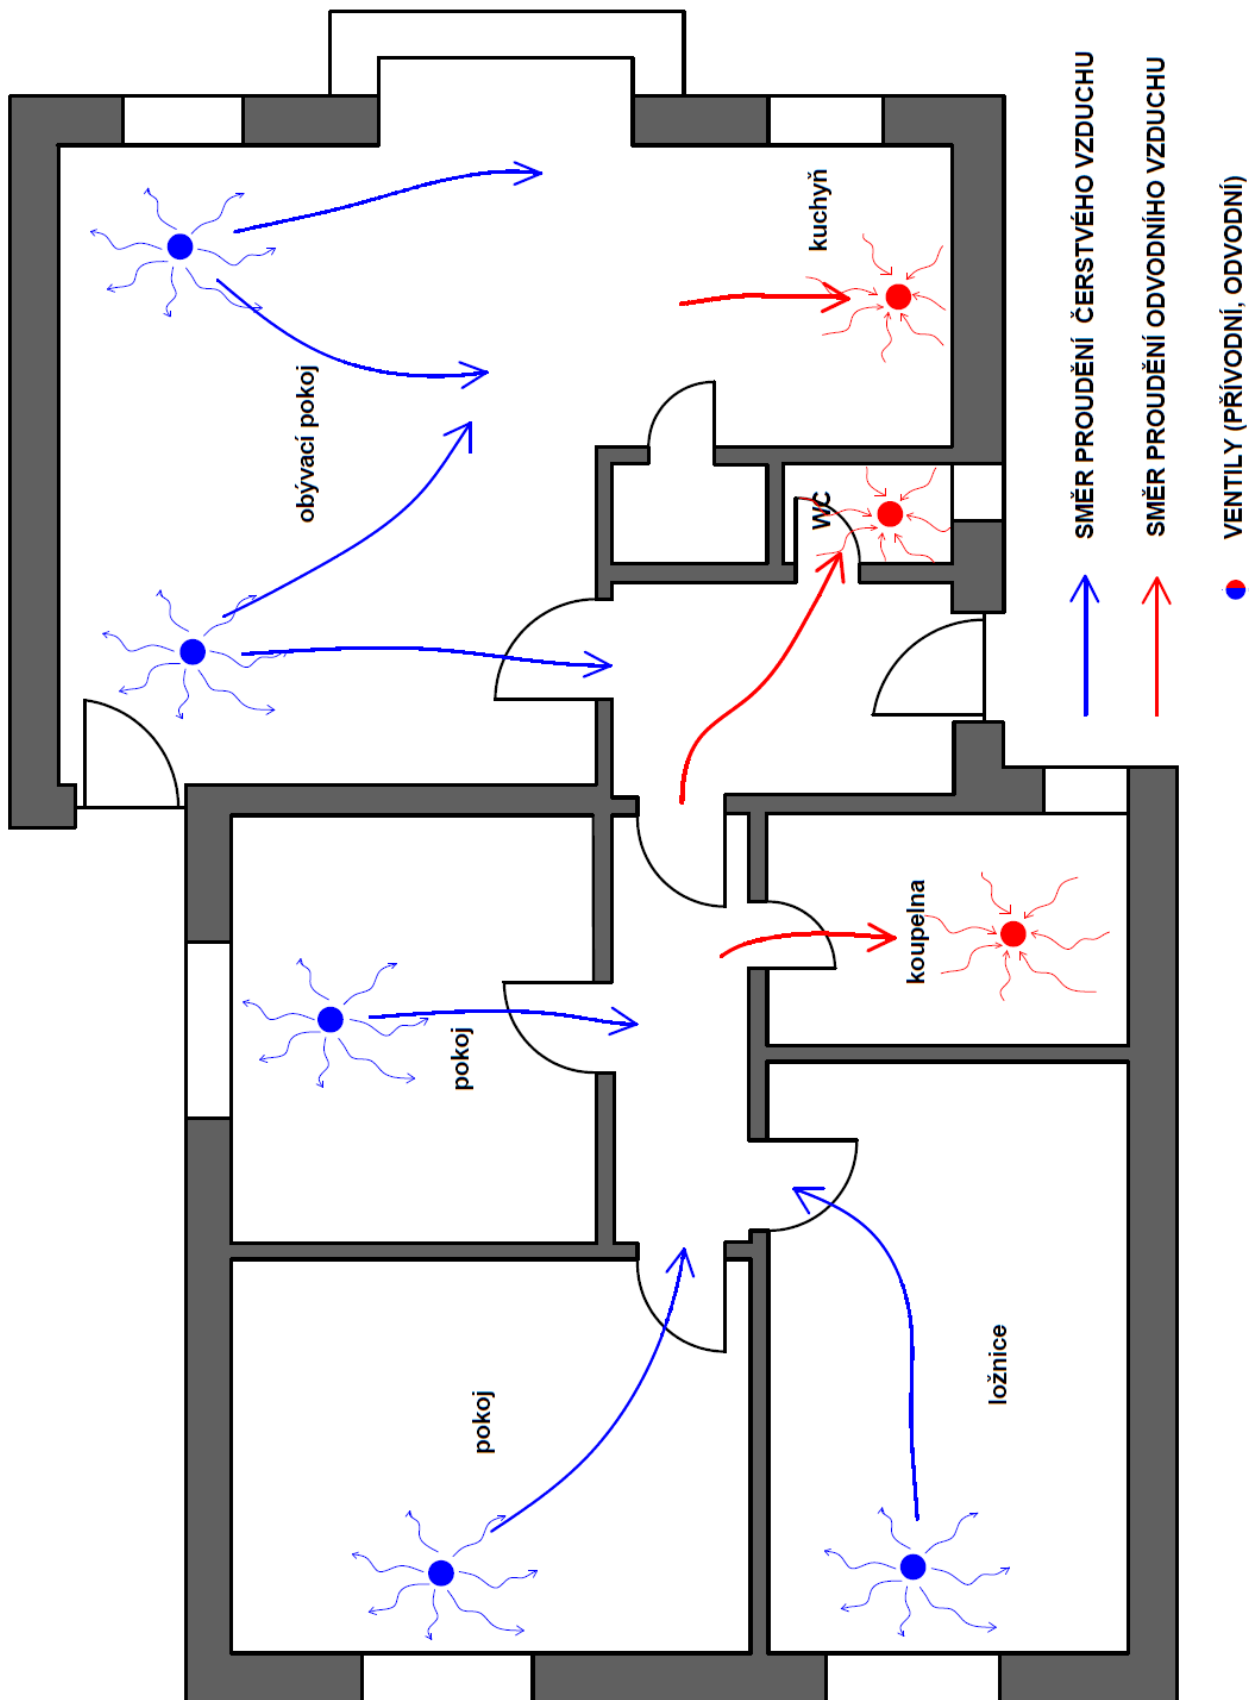 obývací pokoj
pokoj
pokoj
kuchyň
WC
koupelna
ložnice
SMĚR PROUDĚNÍ ČERSTVÉHO VZDUCHU
SMĚR PROUDĚNÍ ODVODNÍHO VZDUCHU
VENTILY (PŘÍVODNÍ, ODVODNÍ)